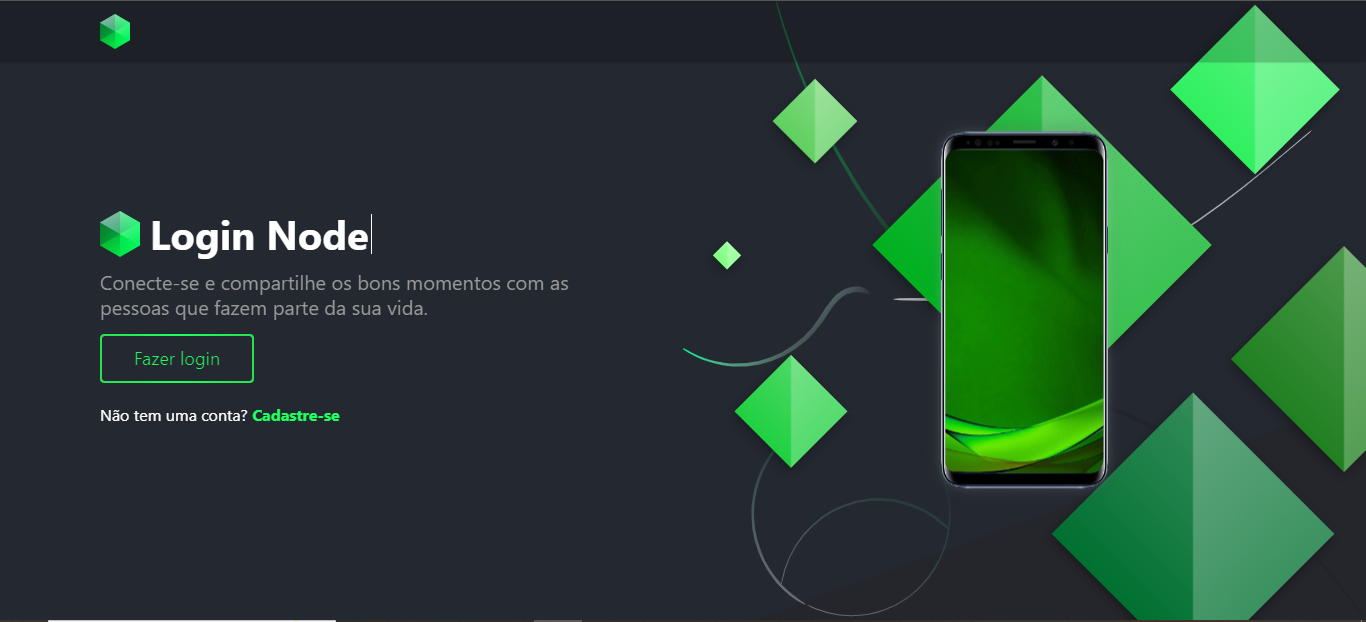 Login Node
Conecte-se e compartilhe os bons momentos com as
pessoas que fazem parte da sua vida.
Fazer login
Não tem uma conta? Cadastre-se